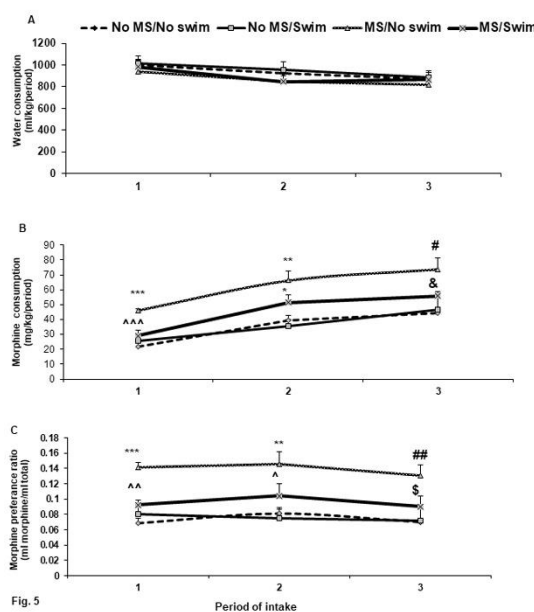 No MS/No swim No MS/Swim MS/No swim MS/Swim
A
Water consumption
(ml/kg/period)
1200
1000
800
600
400
200
0
1 2 3
B
Morphine consumption
(mg/kg/period)
90
80
70
60
50
40
30
20
10
0
***
^^^
**
*
#
&
1 2 3
C
Morphine preferance ratio
(ml morphine/ml total)
0.18
0.16
0.14
0.12
0.1
0.08
0.06
0.04
0.02
0
***
^^
**
^
##
$
1 2 3
Fig. 5
Period of intake